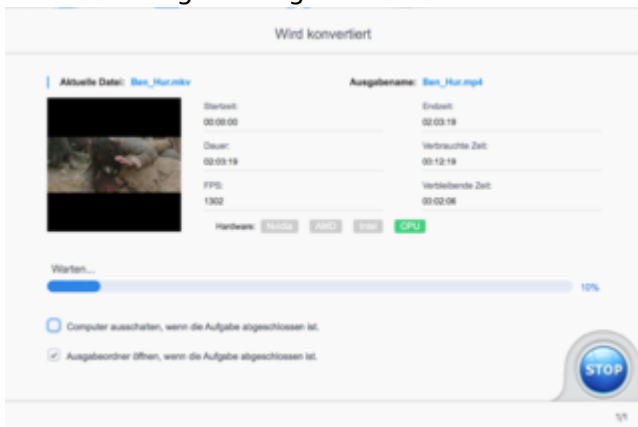 Wird konvertiert
Aktuelle Datei: Ben_Hur.mkv
Ausgabename: Ben_Hur.mp4
Startzeit:
00:00:00
Endzeit:
02:03:19
Dauer:
02:03:19
Verbrauchte Zeit:
00:12:19
FPS:
1302
Verbleibende Zeit:
00:02:06
Hardware: Nvidia AMD Intel CPU
Warten...
10%
Computer ausschalten, wenn die Aufgabe abgeschlossen ist.
Ausgabeordner öffnen, wenn die Aufgabe abgeschlossen ist.
STOP
1/1